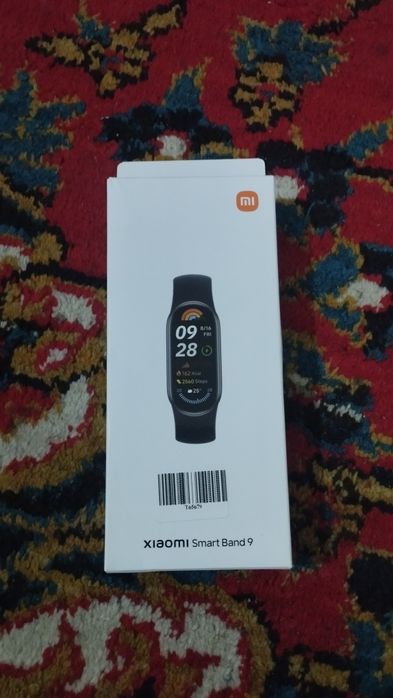 mi
09
8/16
FRI
28
162 Kcal
2560 Steps
25°
xiaomi Smart Band 9